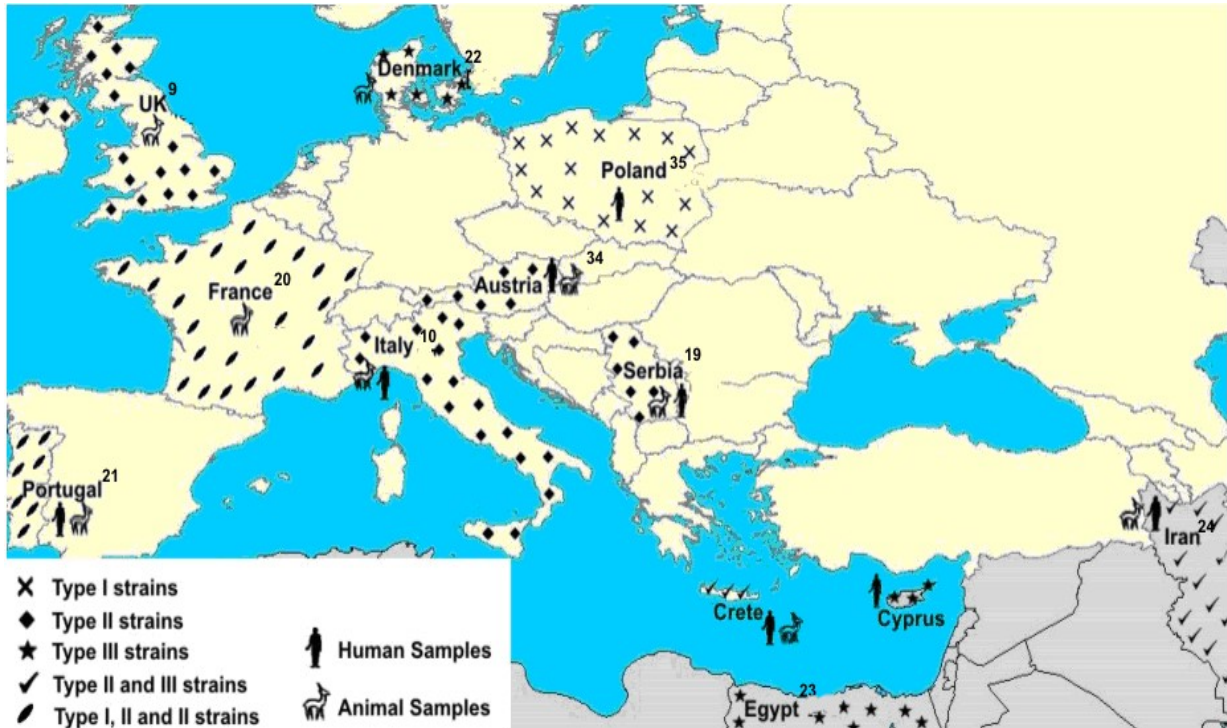 22
Denmark
9
UK
35
Poland
34
Austria
20
France
10
Italy
19
Serbia
21
Portugal
24
Iran
Crete
Cyprus
23
Egypt
Type I strains
Type II strains
Type III strains
Type II and III strains
Type I, II and II strains
Human Samples
Animal Samples